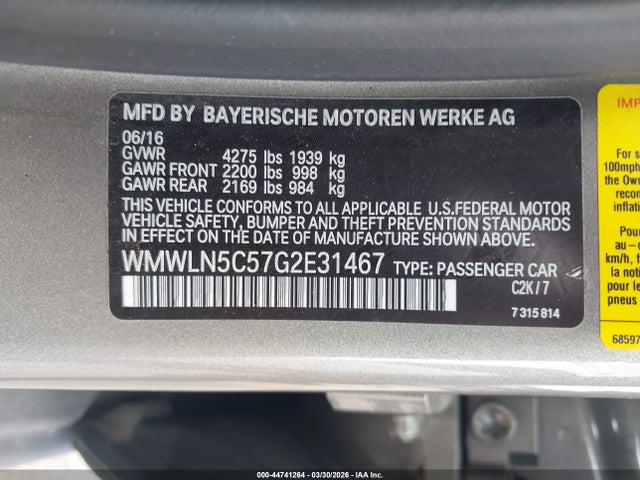 MFD BY BAYERISCHE MOTOREN WERKE AG
06/16
GVWR 4275 lbs 1939 kg
GAWR FRONT 2200 lbs 998 kg
GAWR REAR 2169 lbs 984 kg
THIS VEHICLE CONFORMS TO ALL APPLICABLE U.S.FEDERAL MOTOR
VEHICLE SAFETY, BUMPER AND THEFT PREVENTION STANDARDS
IN EFFECT ON THE DATE OF MANUFACTURE SHOWN ABOVE.
WMWLN5C57G2E31467 TYPE: PASSENGER CAR
C2K/7
7315814
IMP
For s
100mph
the Own
recom
inflati
Pour
au-d
km/h, f
la noti
pour le
pneus
68597
000-44741264 | 03/30/2026 - IAA Inc.